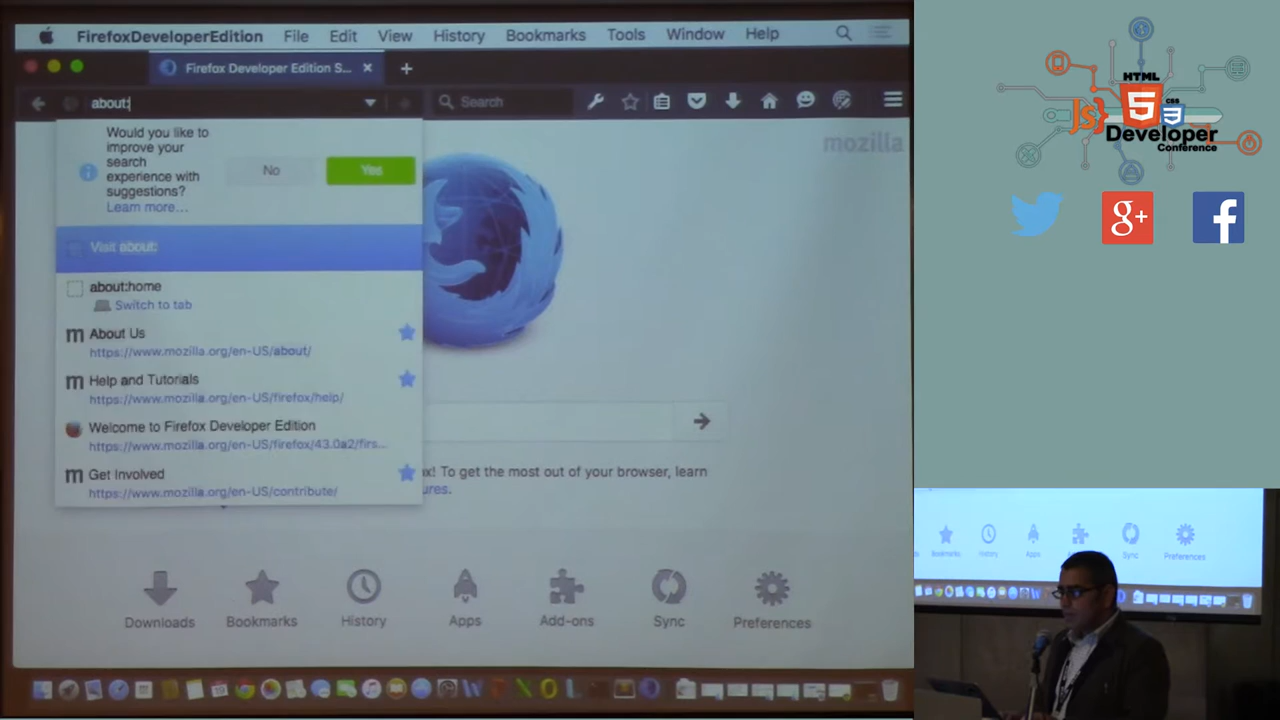 FirefoxDeveloperEdition File Edit View History Bookmarks Tools Window Help
Firefox Developer Edition S...
about:
Search
Would you like to
improve your
search
experience with
suggestions?
Learn more...
No
Yes
Visit about:
about:home
Switch to tab
About Us
https://www.mozilla.org/en-US/about/
Help and Tutorials
https://www.mozilla.org/en-US/firefox/help/
Welcome to Firefox Developer Edition
https://www.mozilla.org/en-US/firefox/43.0a2/firs...
Get Involved
https://www.mozilla.org/en-US/contribute/
mozilla
x! To get the most out of your browser, learn
ures.
Downloads Bookmarks History Apps Add-ons Sync Preferences
HTML
5
JS}
CSS
3
Developer
Conference
g+
f
Bookmarks History Apps Sync Preferences